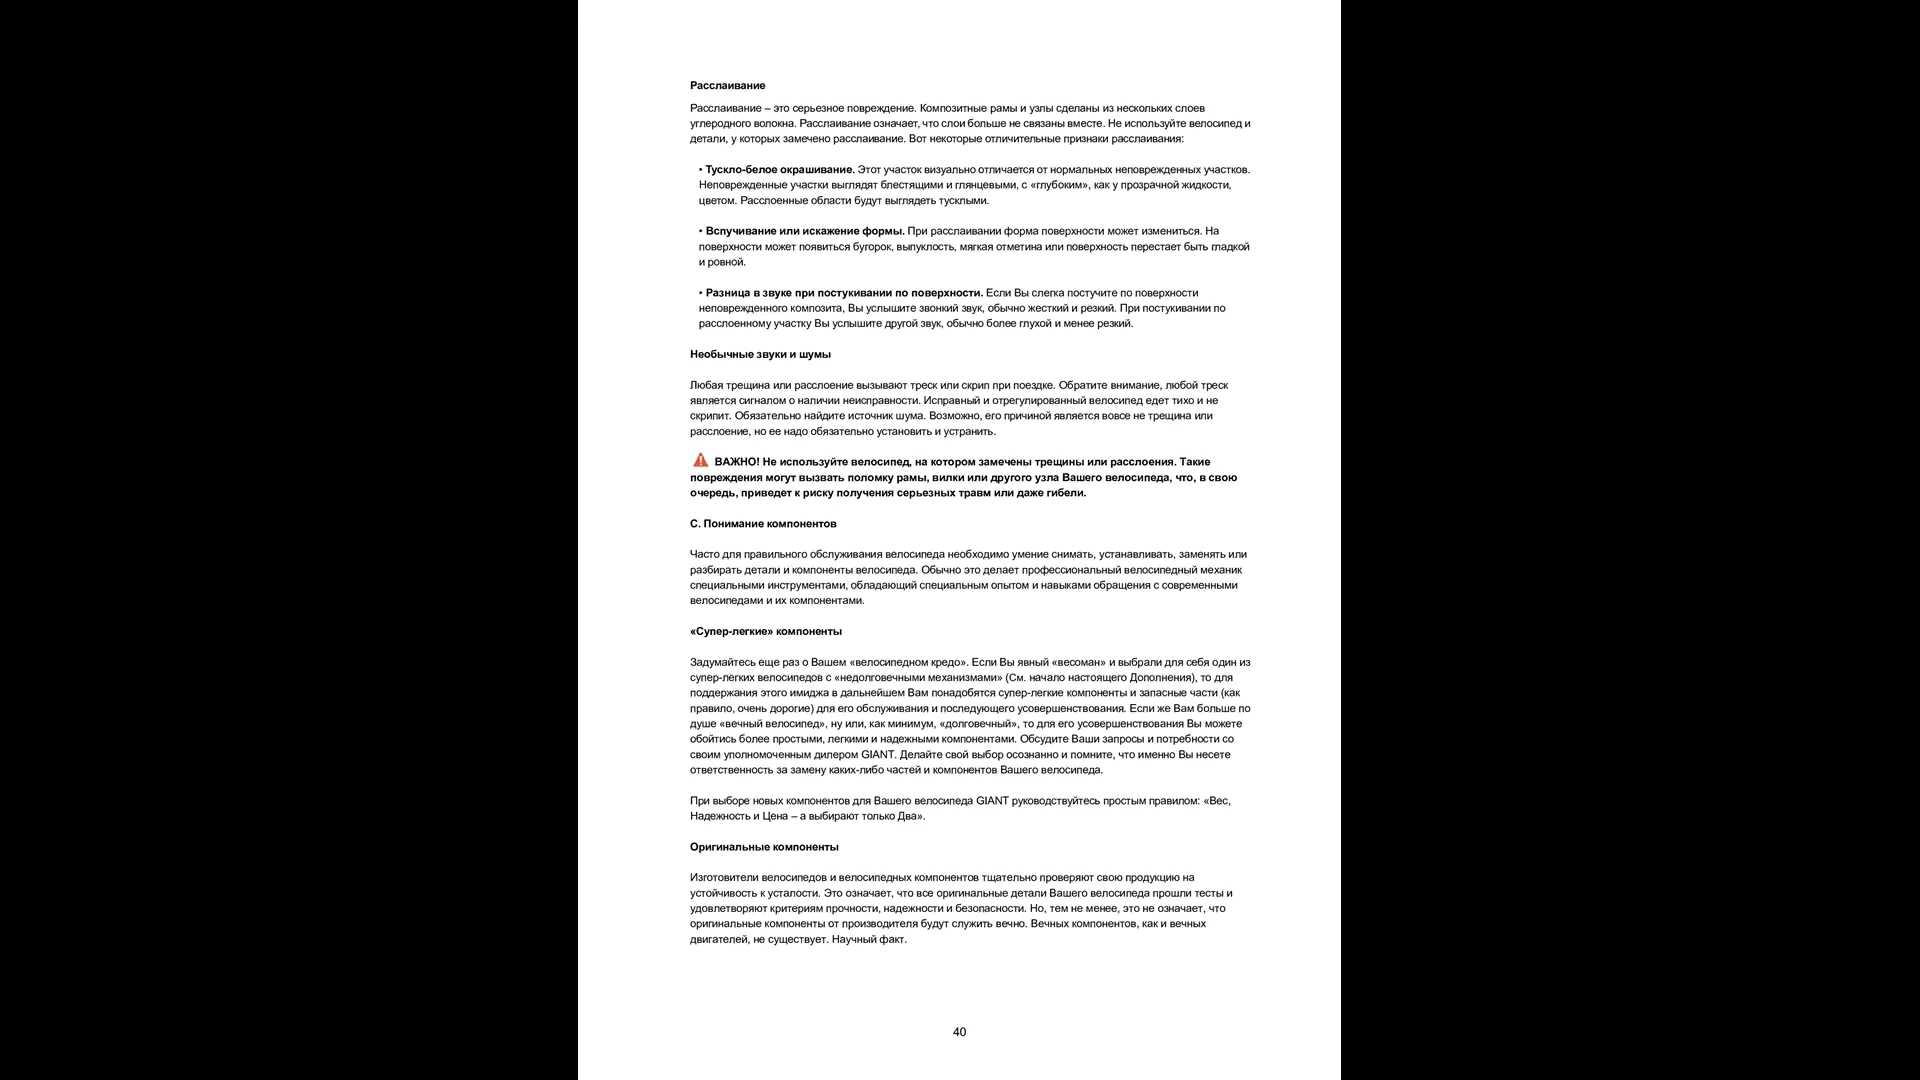 Расслаивание
Расслаивание – это серьезное повреждение. Композитные рамы и узлы сделаны из нескольких слоев
углеродного волокна. Расслаивание означает, что слои больше не связаны вместе. Не используйте велосипед и
детали, у которых замечено расслаивание. Вот некоторые отличительные признаки расслаивания:
• Тускло-белое окрашивание. Этот участок визуально отличается от нормальных неповрежденных участков.
Неповрежденные участки выглядят блестящими и глянцевыми, с «глубоким», как у прозрачной жидкости,
цветом. Расслоенные области будут выглядеть тусклыми.
• Вспучивание или искажение формы. При расслаивании форма поверхности может измениться. На
поверхности может появиться бугорок, выпуклость, мягкая отметина или поверхность перестает быть гладкой
и ровной.
• Разница в звуке при постукивании по поверхности. Если Вы слегка постучите по поверхности
неповрежденного композита, Вы услышите звонкий звук, обычно жесткий и резкий. При постукивании по
расслоенному участку Вы услышите другой звук, обычно более глухой и менее резкий.
Необычные звуки и шумы
Любая трещина или расслоение вызывают треск или скрип при поездке. Обратите внимание, любой треск
является сигналом о наличии неисправности. Исправный и отрегулированный велосипед едет тихо и не
скрипит. Обязательно найдите источник шума. Возможно, его причиной является вовсе не трещина или
расслоение, но ее надо обязательно установить и устранить.
ВАЖНО! Не используйте велосипед, на котором замечены трещины или расслоения. Такие
повреждения могут вызвать поломку рамы, вилки или другого узла Вашего велосипеда, что, в свою
очередь, приведет к риску получения серьезных травм или даже гибели.
С. Понимание компонентов
Часто для правильного обслуживания велосипеда необходимо умение снимать, устанавливать, заменять или
разбирать детали и компоненты велосипеда. Обычно это делает профессиональный велосипедный механик
специальными инструментами, обладающий специальным опытом и навыками обращения с современными
велосипедами и их компонентами.
«Супер-легкие» компоненты
Задумайтесь еще раз о Вашем «велосипедном кредо». Если Вы явный «весоман» и выбрали для себя один из
супер-легких велосипедов с «недолговечными механизмами» (См. начало настоящего Дополнения), то для
поддержания этого имиджа в дальнейшем Вам понадобятся супер-легкие компоненты и запасные части (как
правило, очень дорогие) для его обслуживания и последующего усовершенствования. Если же Вам больше по
душе «вечный велосипед», ну или, как минимум, «долговечный», то для его усовершенствования Вы можете
обойтись более простыми, легкими и надежными компонентами. Обсудите Ваши запросы и потребности со
своим уполномоченным дилером GIANT. Делайте свой выбор осознанно и помните, что именно Вы несете
ответственность за замену каких-либо частей и компонентов Вашего велосипеда.
При выборе новых компонентов для Вашего велосипеда GIANT руководствуйтесь простым правилом: «Вес,
Надежность и Цена – а выбирают только Два».
Оригинальные компоненты
Изготовители велосипедов и велосипедных компонентов тщательно проверяют свою продукцию на
устойчивость к усталости. Это означает, что все оригинальные детали Вашего велосипеда прошли тесты и
удовлетворяют критериям прочности, надежности и безопасности. Но, тем не менее, это не означает, что
оригинальные компоненты от производителя будут служить вечно. Вечных компонентов, как и вечных
двигателей, не существует. Научный факт.
40